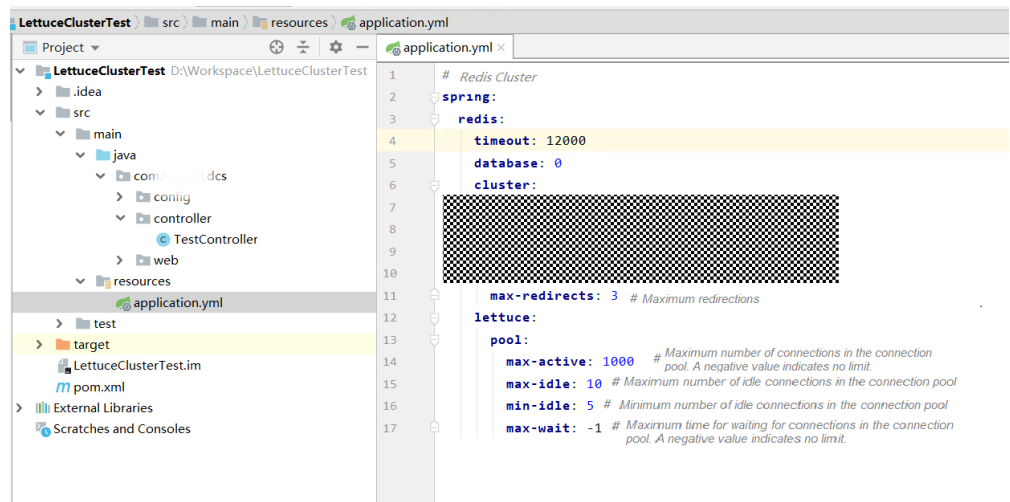 LettuceClusterTest src main resources application.yml
Project
application.yml
LettuceClusterTest D:\Workspace\LettuceClusterTest
.idea
src
main
java
com. .dcs
config
controller
TestController
web
resources
application.yml
test
target
LettuceClusterTest.im
pom.xml
External Libraries
Scratches and Consoles
1 # Redis Cluster
2 spring:
3 redis:
4 timeout: 12000
5 database: 0
6 cluster:
7
8
9
10
11 max-redirects: 3 # Maximum redirections
12 lettuce:
13 pool:
14 max-active: 1000 # Maximum number of connections in the connection
pool. A negative value indicates no limit.
15 max-idle: 10 # Maximum number of idle connections in the connection pool
16 min-idle: 5 # Minimum number of idle connections in the connection pool
17 max-wait: -1 # Maximum time for waiting for connections in the connection
pool. A negative value indicates no limit.